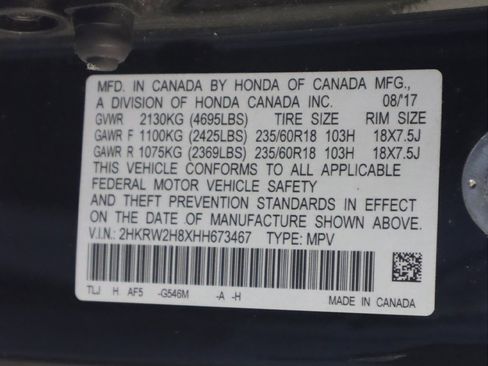 MFD. IN CANADA BY HONDA OF CANADA MFG.,
A DIVISION OF HONDA CANADA INC. 08/'17
GVWR 2130KG (4695LBS) TIRE SIZE RIM SIZE
GAWR F 1100KG (2425LBS) 235/60R18 103H 18X7.5J
GAWR R 1075KG (2369LBS) 235/60R18 103H 18X7.5J
THIS VEHICLE CONFORMS TO ALL APPLICABLE
FEDERAL MOTOR VEHICLE SAFETY
AND THEFT PREVENTION STANDARDS IN EFFECT
ON THE DATE OF MANUFACTURE SHOWN ABOVE.
V.I.N.: 2HKRW2H8XHH673467 TYPE: MPV
TLJ H AF5 -G546M -A -H
MADE IN CANADA